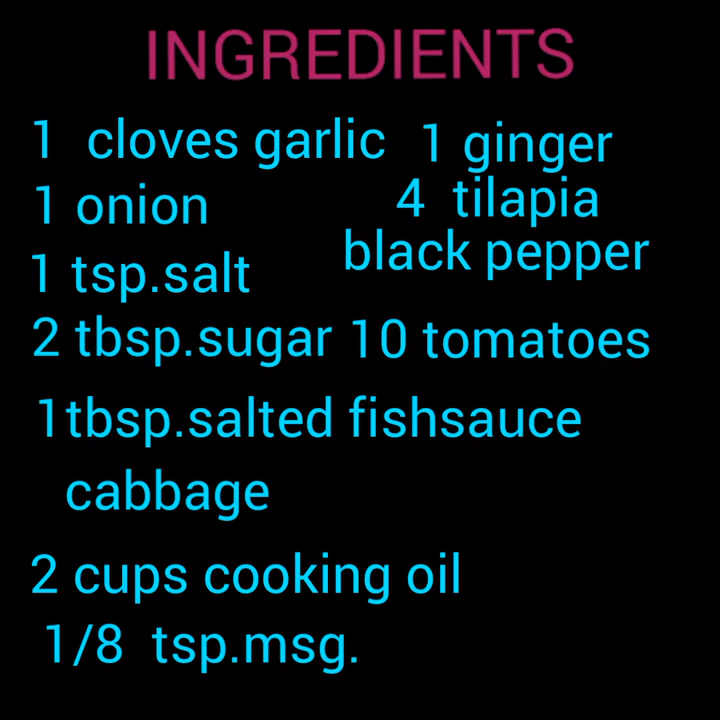 INGREDIENTS
1 cloves garlic 1 ginger
1 onion 4 tilapia
1 tsp.salt black pepper
2 tbsp.sugar 10 tomatoes
1tbsp.salted fishsauce
cabbage
2 cups cooking oil
1/8 tsp.msg.